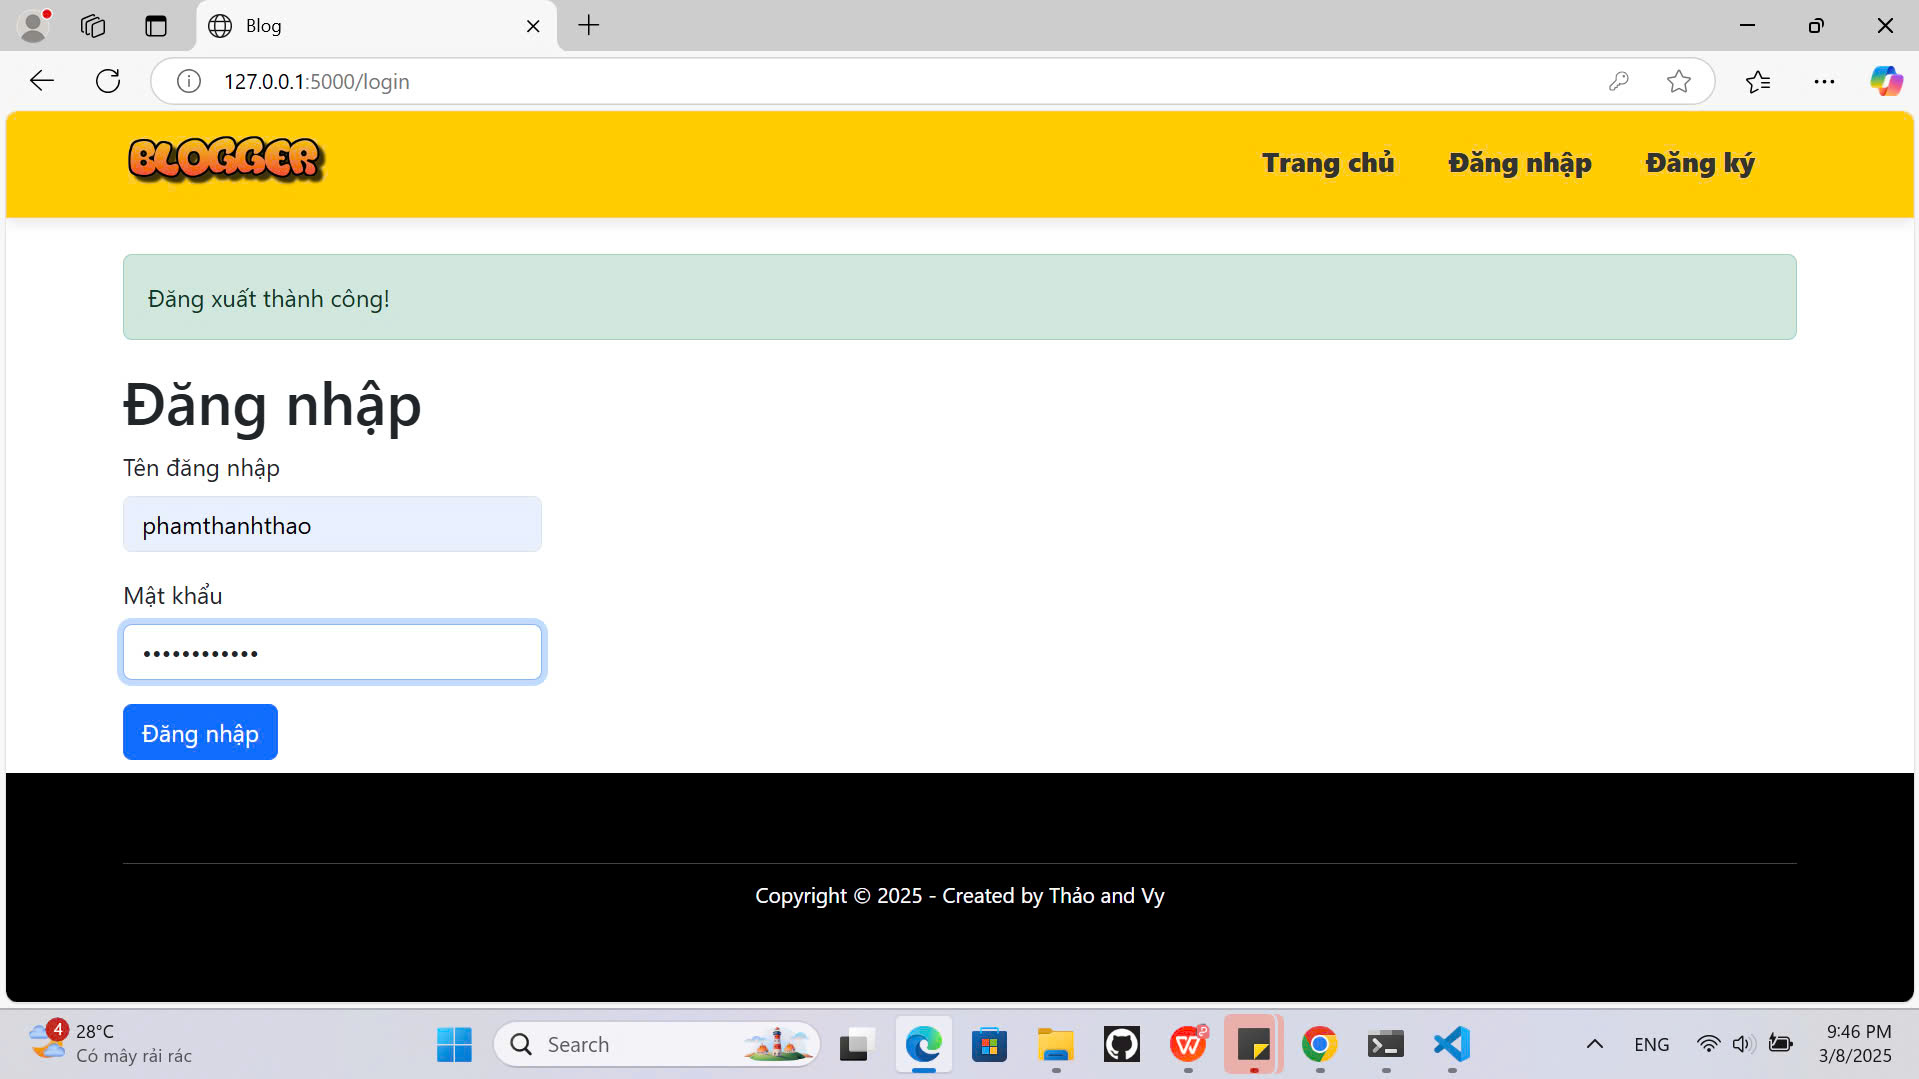 Blog
127.0.0.1:5000/login
BLOGGER
Trang chủ
Đăng nhập
Đăng ký
Đăng xuất thành công!
Đăng nhập
Tên đăng nhập
phamthanhthao
Mật khẩu
••••••••••••
Đăng nhập
Copyright © 2025 - Created by Thảo and Vy
4
28°C
Có mây rải rác
Search
W
ENG
9:46 PM
3/8/2025